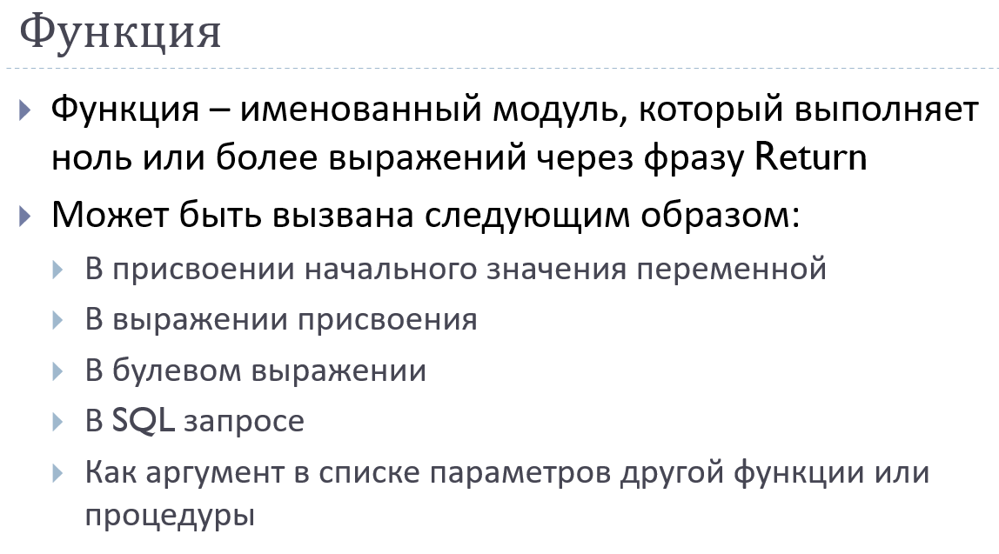 Функция
Функция – именованный модуль, который выполняет
ноль или более выражений через фразу Return
Может быть вызвана следующим образом:
В присвоении начального значения переменной
В выражении присвоения
В булевом выражении
В SQL запросе
Как аргумент в списке параметров другой функции или
процедуры